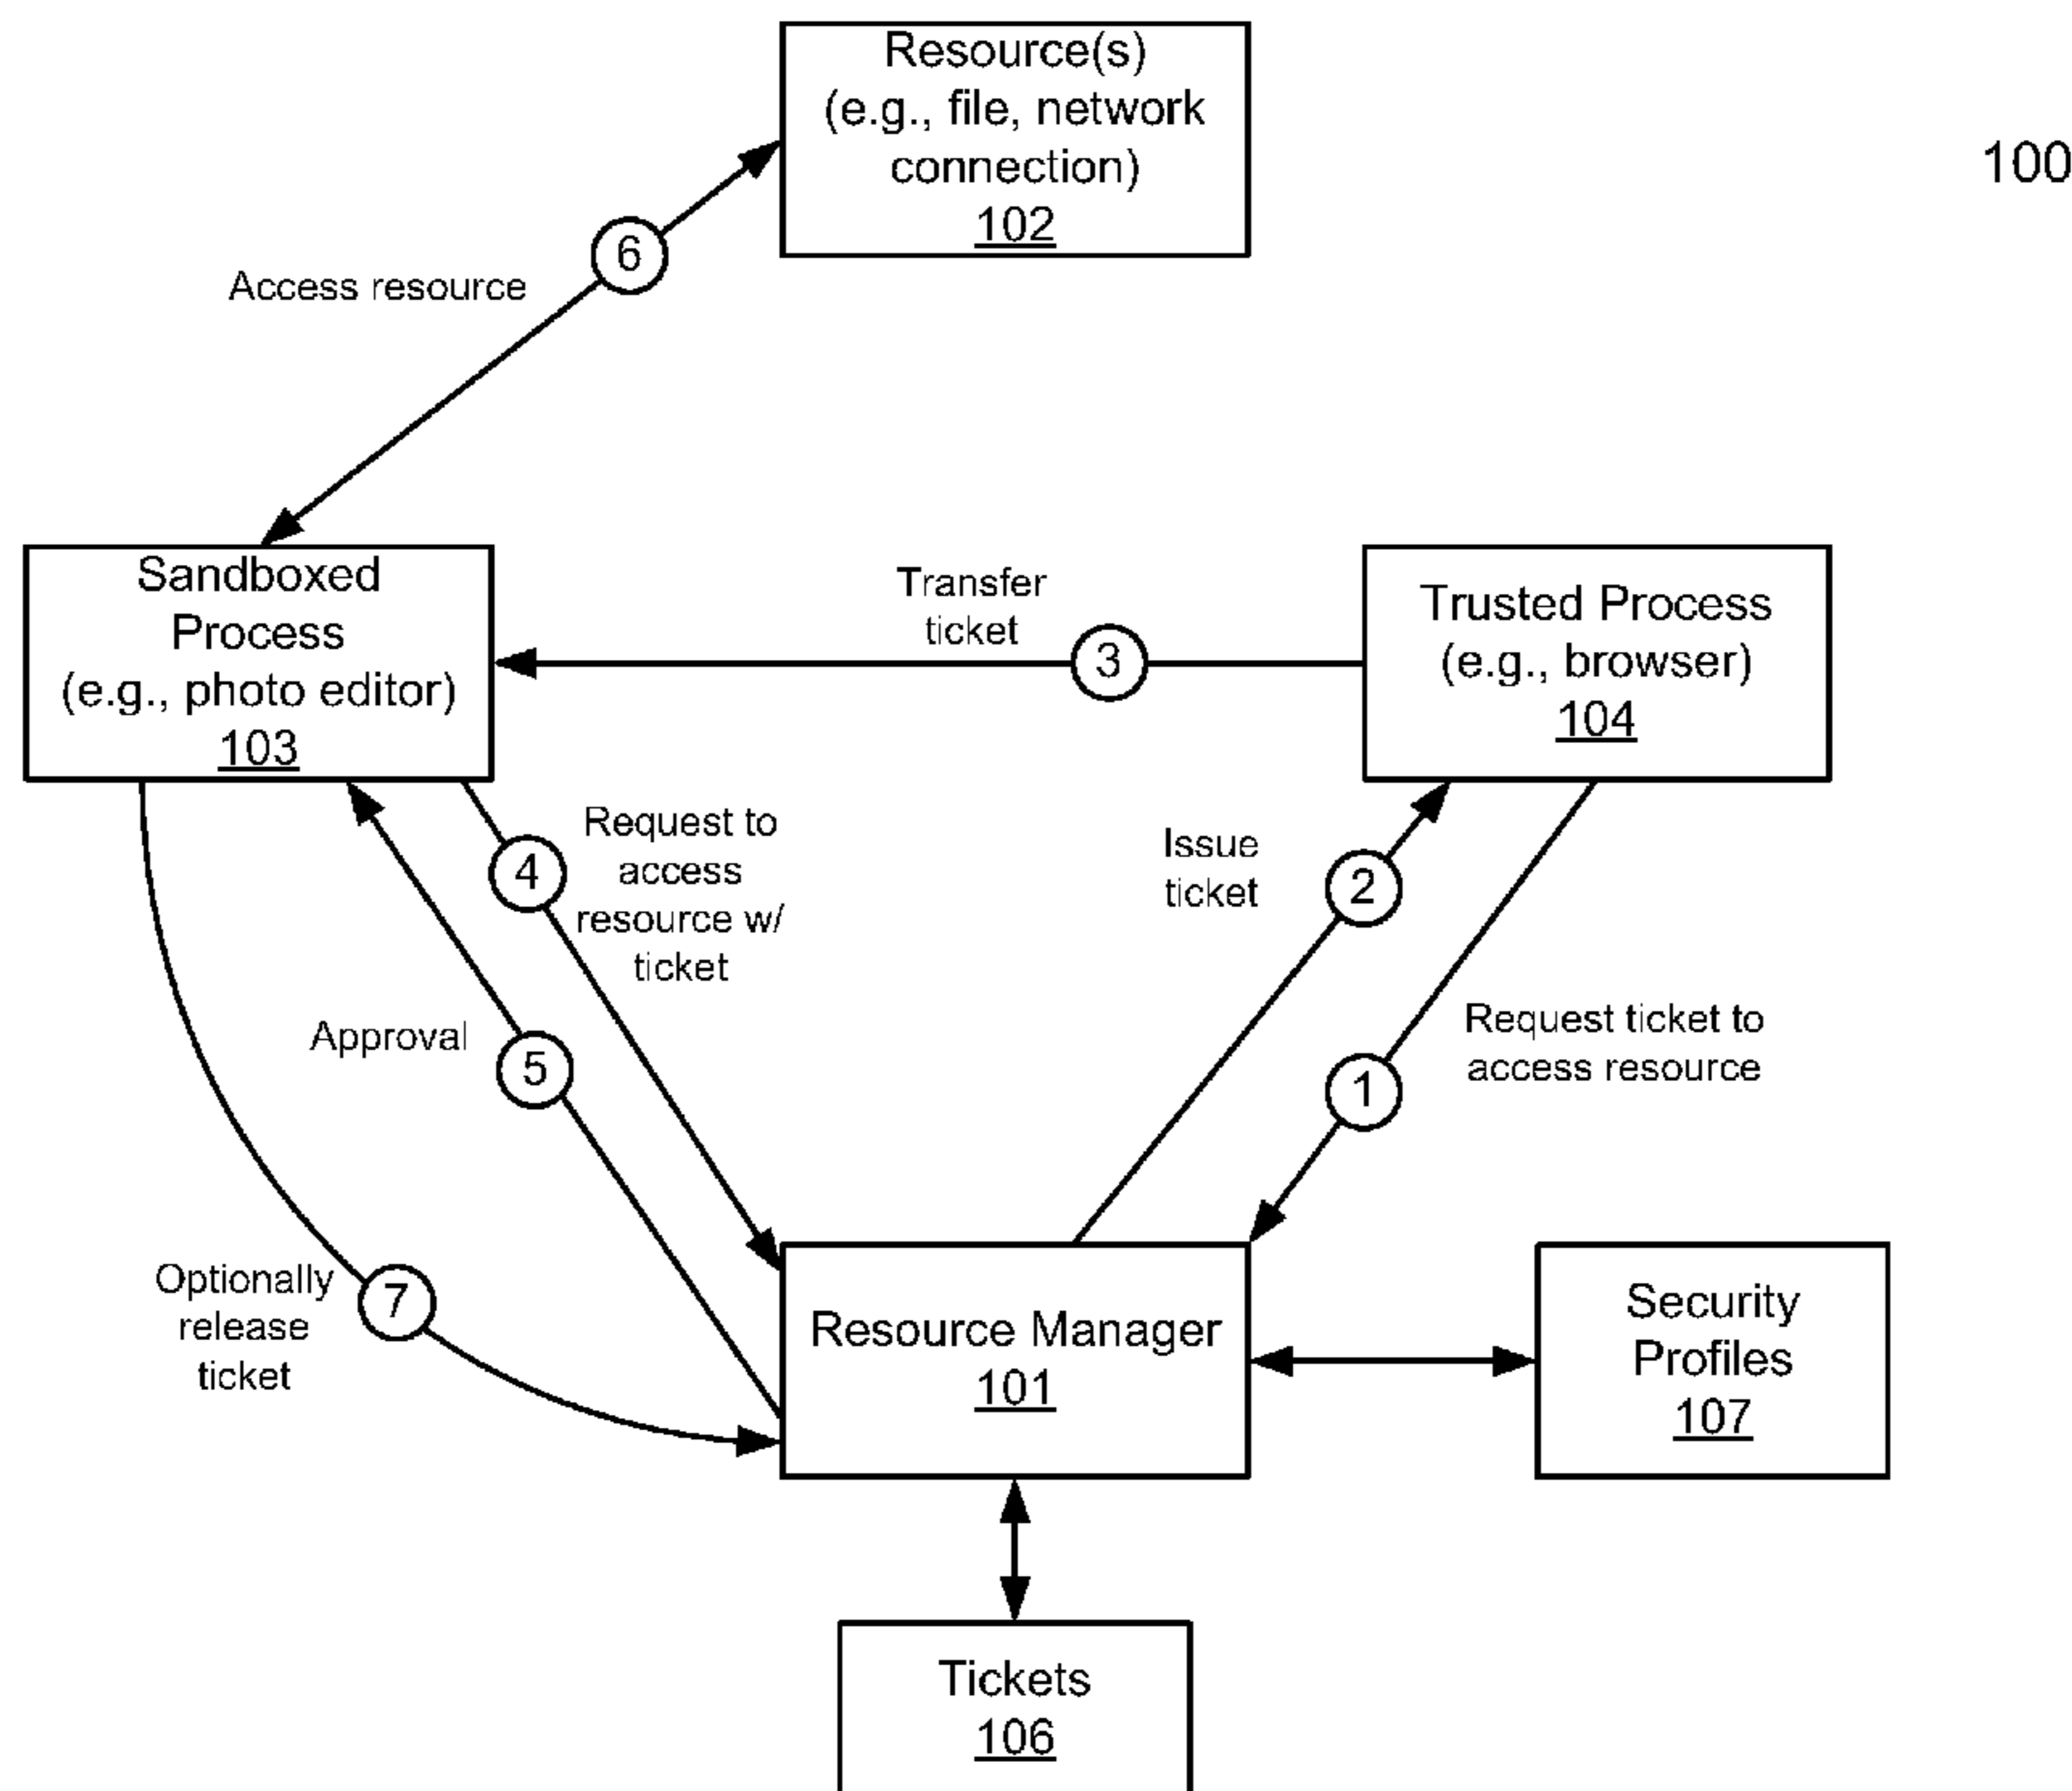 Resource(s)
(e.g., file, network
connection)
102
100
6
Access resource
Sandboxed
Process
(e.g., photo editor)
103
Transfer
ticket
3
Trusted Process
(e.g., browser)
104
4
Request to
access
resource w/
ticket
Issue
ticket
2
Approval
5
Request ticket to
access resource
1
Optionally
release
ticket
7
Resource Manager
101
Security
Profiles
107
Tickets
106